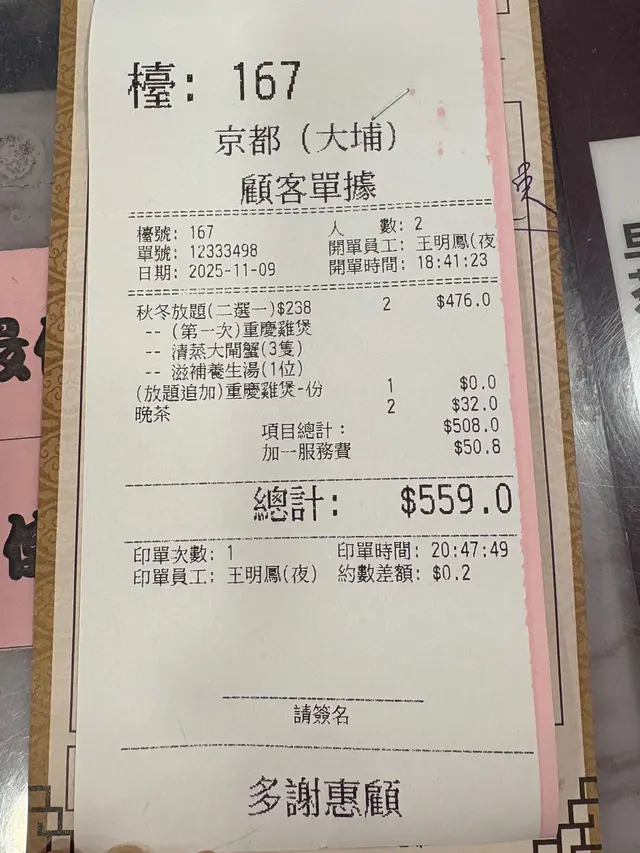 檯: 167
京都（大埔）
顧客單據
檯號: 167 人 數: 2
單號: 12333498 開單員工: 王明鳳(夜
日期: 2025-11-09 開單時間: 18:41:23
秋冬放題(二選一)$238 2 $476.0
-- (第一次)重慶雞煲
-- 清蒸大閘蟹(3隻)
-- 滋補養生湯(1位)
(放題追加)重慶雞煲-份 1 $0.0
晚茶 2 $32.0
項目總計: $508.0
加一服務費 $50.8
總計: $559.0
印單次數: 1 印單時間: 20:47:49
印單員工: 王明鳳(夜) 約數差額: $0.2
請簽名
多謝惠顧